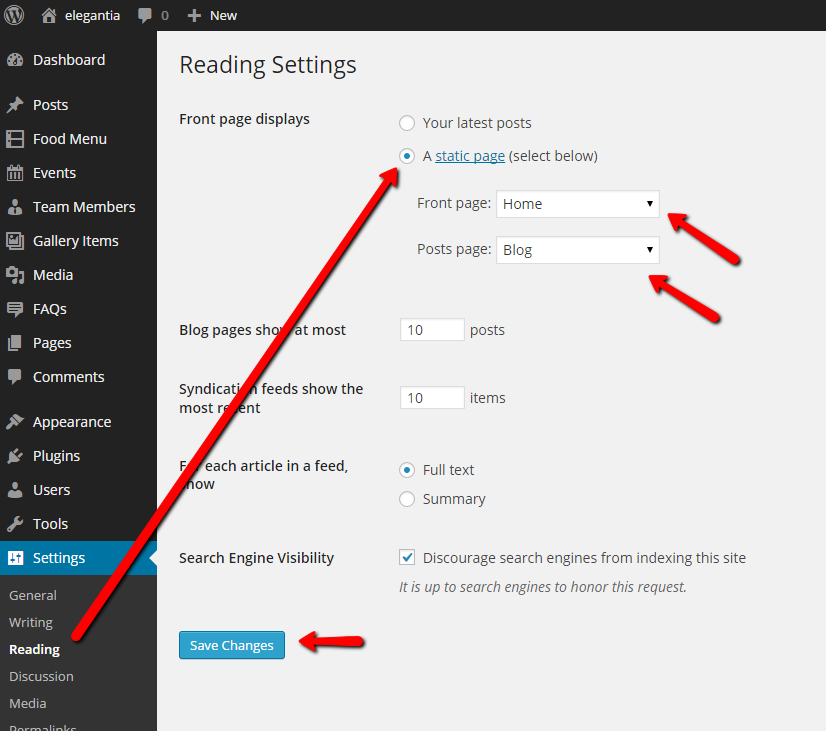 elegantia 0 New
Dashboard
Posts
Food Menu
Events
Team Members
Gallery Items
Media
FAQs
Pages
Comments
Appearance
Plugins
Users
Tools
Settings
General
Writing
Reading
Discussion
Media
Permalinks
Reading Settings
Front page displays
Your latest posts
A static page (select below)
Front page: Home
Posts page: Blog
Blog pages show at most 10 posts
Syndication feeds show the
most recent
10 items
For each article in a feed,
show
Full text
Summary
Search Engine Visibility
Discourage search engines from indexing this site
It is up to search engines to honor this request.
Save Changes